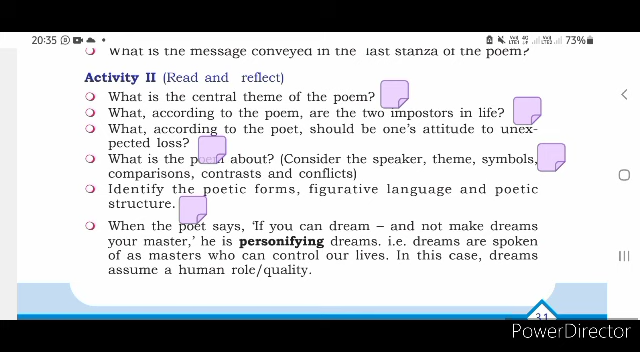 20:35
73%
What is the message conveyed in the last stanza of the poem?
Activity II (Read and reflect)
What is the central theme of the poem?
What, according to the poem, are the two impostors in life?
What, according to the poet, should be one's attitude to unex-
pected loss?
What is the poem about? (Consider the speaker, theme, symbols,
comparisons, contrasts and conflicts)
Identify the poetic forms, figurative language and poetic
structure.
When the poet says, 'If you can dream – and not make dreams
your master,' he is personifying dreams. i.e. dreams are spoken
of as masters who can control our lives. In this case, dreams
assume a human role/quality.
31
PowerDirector